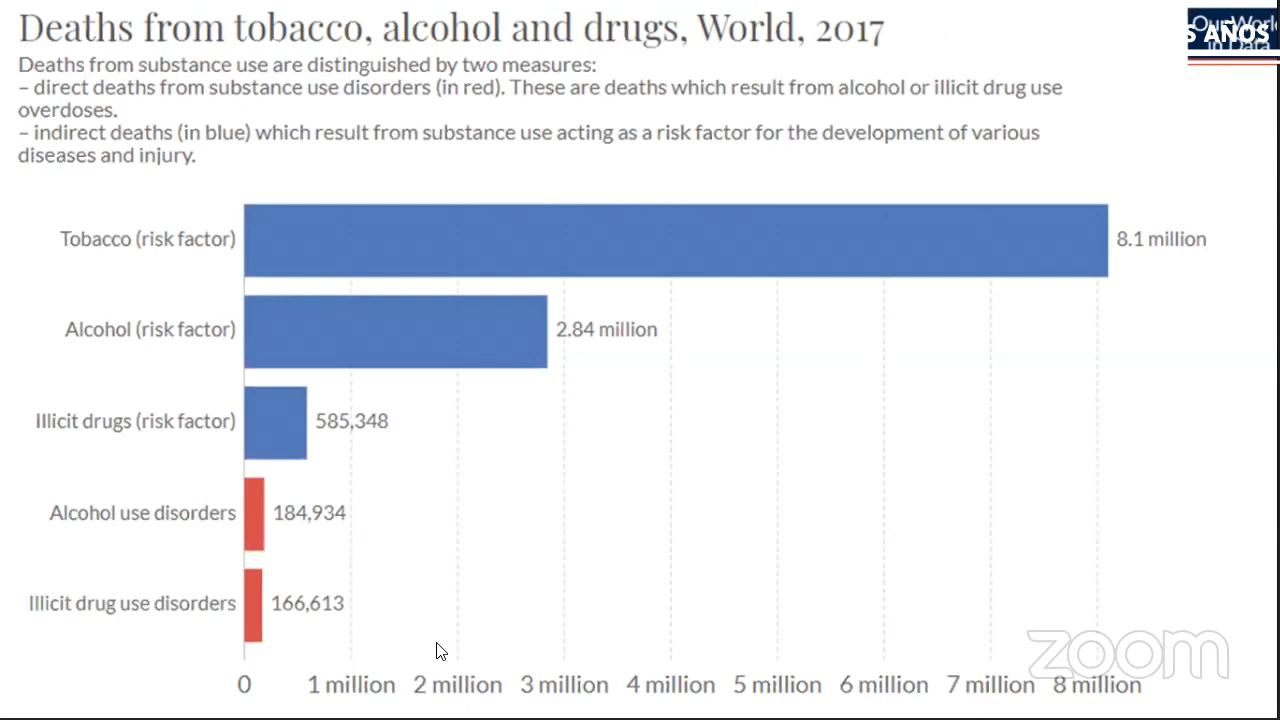 Deaths from tobacco, alcohol and drugs, World, 2017
Our World
in Data
S AÑOS
Deaths from substance use are distinguished by two measures:
– direct deaths from substance use disorders (in red). These are deaths which result from alcohol or illicit drug use
overdoses.
– indirect deaths (in blue) which result from substance use acting as a risk factor for the development of various
diseases and injury.
Tobacco (risk factor) 8.1 million
Alcohol (risk factor) 2.84 million
Illicit drugs (risk factor) 585,348
Alcohol use disorders 184,934
Illicit drug use disorders 166,613
0 1 million 2 million 3 million 4 million 5 million 6 million 7 million 8 million
zoom